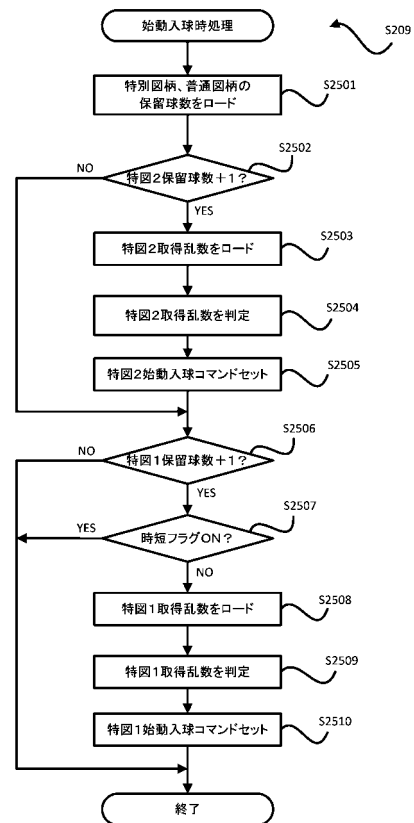 始動入球時処理
S209
特別図柄、普通図柄の
保留球数をロード
S2501
S2502
NO
特図2保留球数+1?
YES
特図2取得乱数をロード
S2503
特図2取得乱数を判定
S2504
特図2始動入球コマンドセット
S2505
S2506
NO
特図1保留球数+1?
YES
S2507
YES
時短フラグON?
NO
特図1取得乱数をロード
S2508
特図1取得乱数を判定
S2509
特図1始動入球コマンドセット
S2510
終了